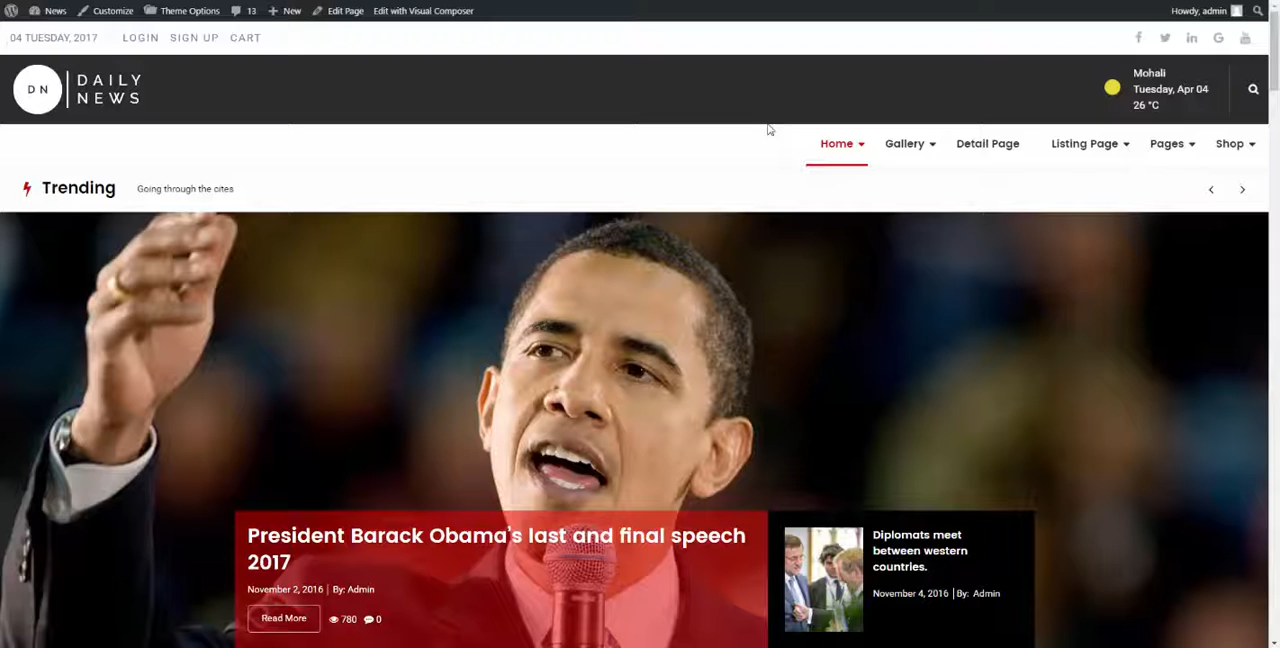 News Customize Theme Options 13 New Edit Page Edit with Visual Composer Howdy, admin
04 TUESDAY, 2017 LOGIN SIGN UP CART
DN DAILY NEWS
Mohali
Tuesday, Apr 04
26 °C
Home Gallery Detail Page Listing Page Pages Shop
Trending Going through the cites
President Barack Obama's last and final speech
2017
November 2, 2016 | By: Admin
Read More 780 0
Diplomats meet
between western
countries.
November 4, 2016 | By: Admin